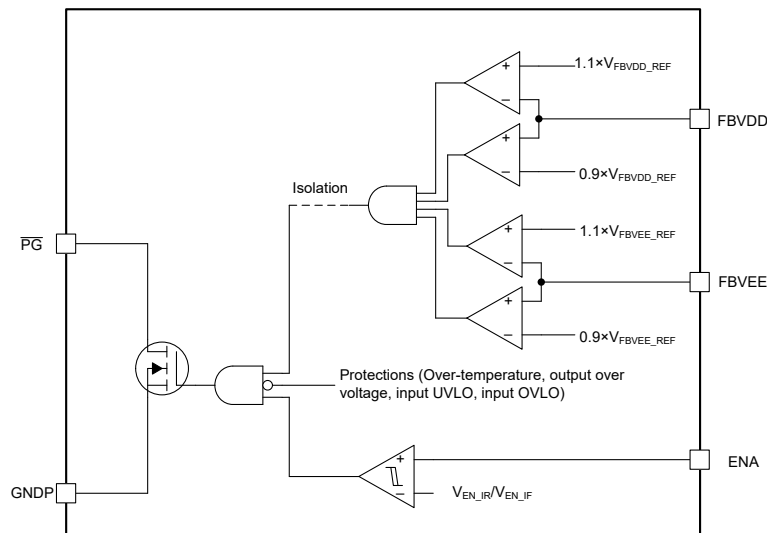 1.1×VFBVDD_REF
FBVDD
0.9×VFBVDD_REF
Isolation
1.1×VFBVEE_REF
PG
FBVEE
0.9×VFBVEE_REF
Protections (Over-temperature, output over
voltage, input UVLO, input OVLO)
ENA
GNDP
VEN_IR/VEN_IF